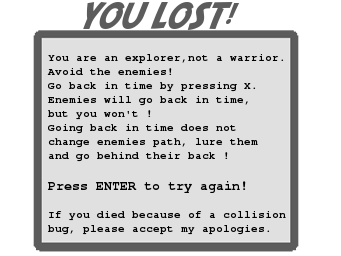 YOU LOST!
You are an explorer,not a warrior.
Avoid the enemies!
Go back in time by pressing X.
Enemies will go back in time,
but you won't !
Going back in time does not
change enemies path, lure them
and go behind their back !
Press ENTER to try again!
If you died because of a collision
bug, please accept my apologies.